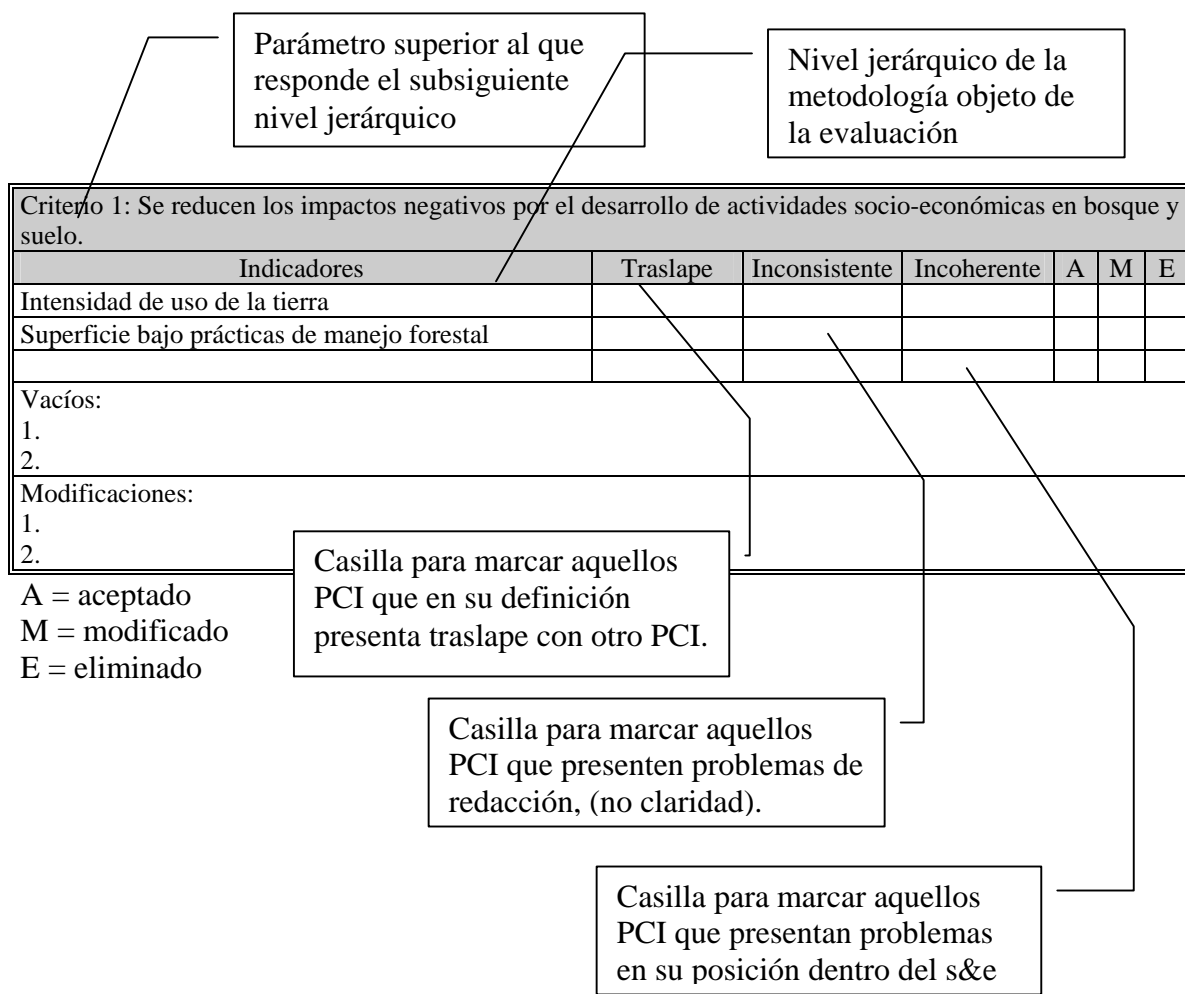 Parámetro superior al que
responde el subsiguiente
nivel jerárquico
Nivel jerárquico de la
metodología objeto de
la evaluación
Criterio 1: Se reducen los impactos negativos por el desarrollo de actividades socio-económicas en bosque y
suelo.
Indicadores Traslape Inconsistente Incoherente A M E
Intensidad de uso de la tierra
Superficie bajo prácticas de manejo forestal
Vacíos:
1.
2.
Modificaciones:
1.
2.
A = aceptado
M = modificado
E = eliminado
Casilla para marcar aquellos
PCI que en su definición
presenta traslape con otro PCI.
Casilla para marcar aquellos
PCI que presenten problemas de
redacción, (no claridad).
Casilla para marcar aquellos
PCI que presentan problemas
en su posición dentro del s&e